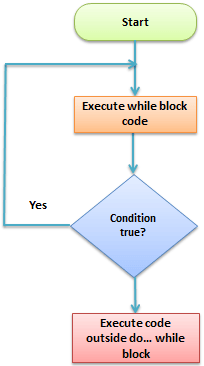 Start
Execute while block
code
Yes
Condition
true?
Execute code
outside do... while
block